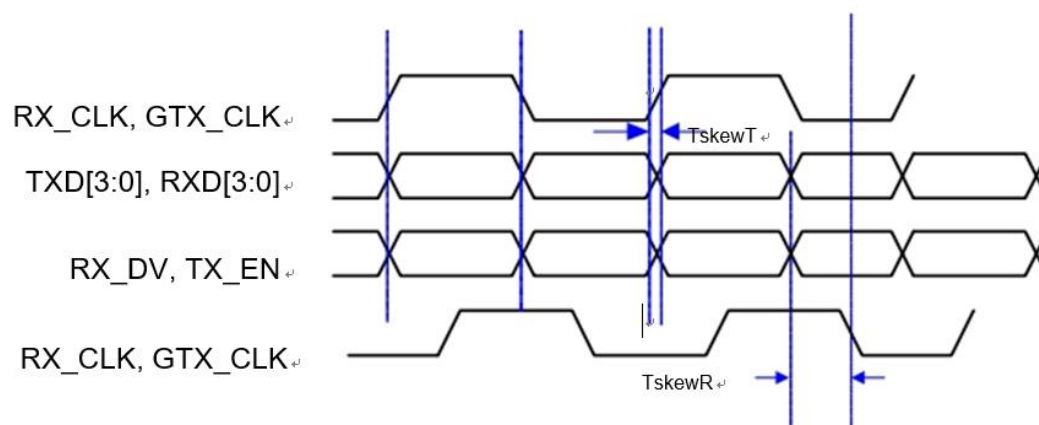 RX_CLK, GTX_CLK
TskewT
TXD[3:0], RXD[3:0]
RX_DV, TX_EN
RX_CLK, GTX_CLK
TskewR